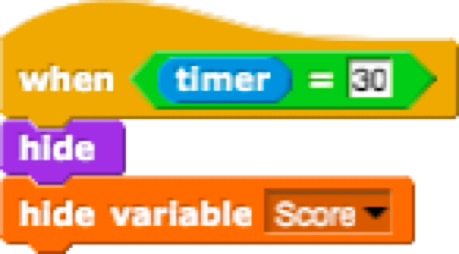 when timer = 30
hide
hide variable Score